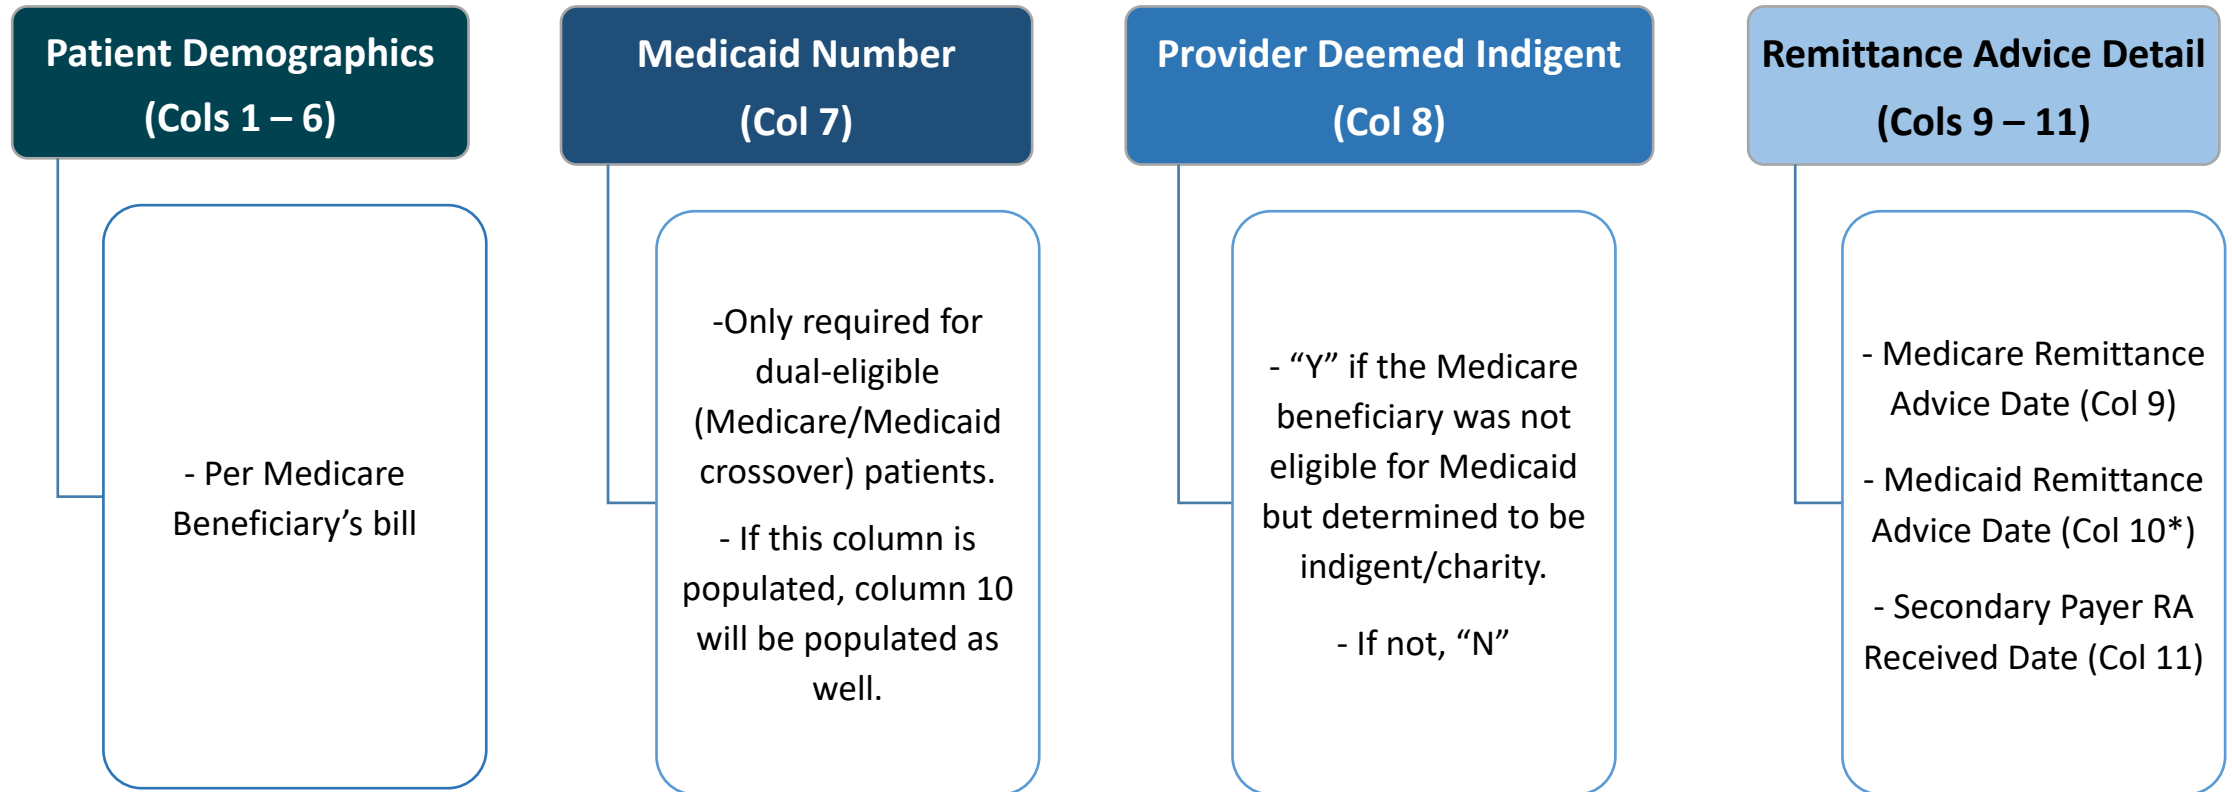 Patient Demographics
(Cols 1 – 6)
- Per Medicare
Beneficiary’s bill
Medicaid Number
(Col 7)
-Only required for
dual-eligible
(Medicare/Medicaid
crossover) patients.
- If this column is
populated, column 10
will be populated as
well.
Provider Deemed Indigent
(Col 8)
- “Y” if the Medicare
beneficiary was not
eligible for Medicaid
but determined to be
indigent/charity.
- If not, “N”
Remittance Advice Detail
(Cols 9 – 11)
- Medicare Remittance
Advice Date (Col 9)
- Medicaid Remittance
Advice Date (Col 10*)
- Secondary Payer RA
Received Date (Col 11)